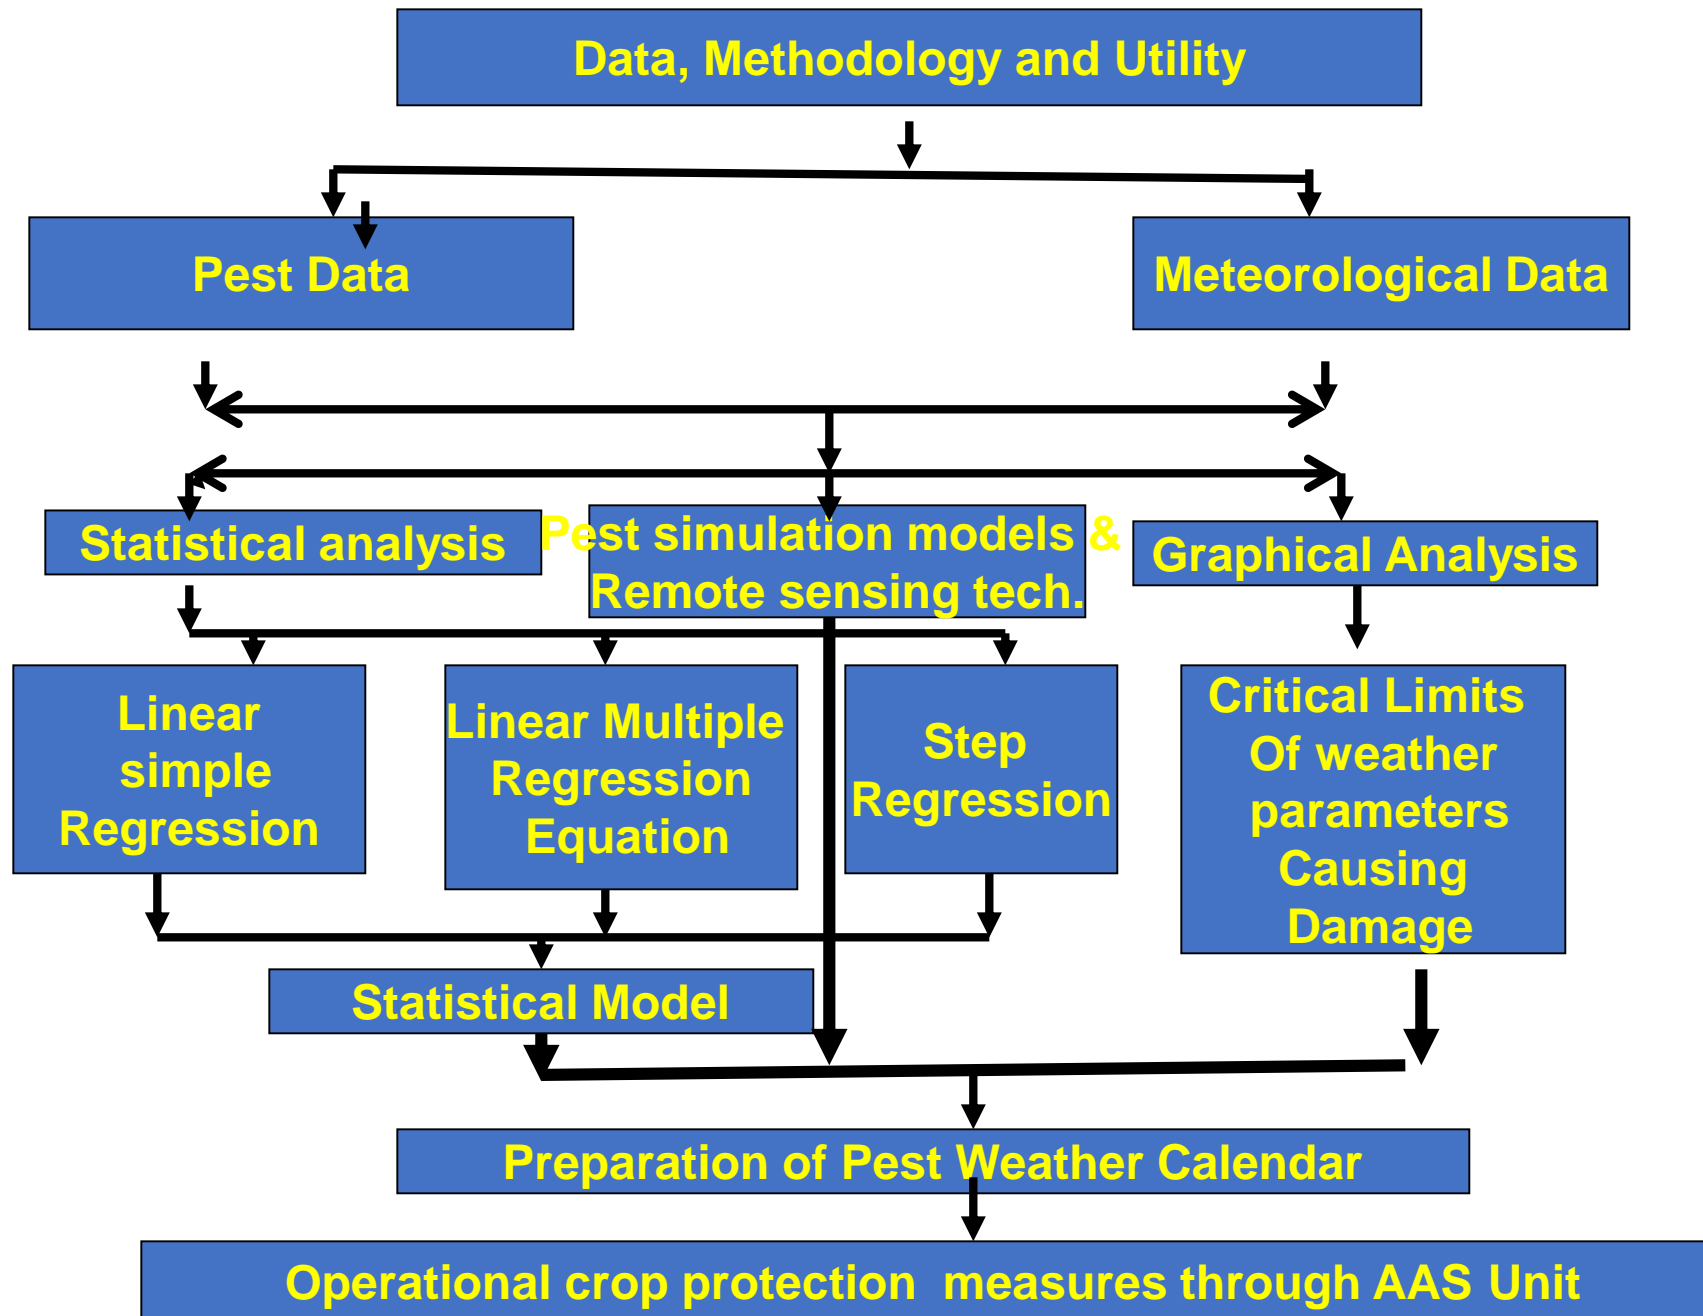 Data, Methodology and Utility
Pest Data
Meteorological Data
Statistical analysis
Pest simulation models &
Remote sensing tech.
Graphical Analysis
Linear
simple
Regression
Linear Multiple
Regression
Equation
Step
Regression
Critical Limits
Of weather
parameters
Causing
Damage
Statistical Model
Preparation of Pest Weather Calendar
Operational crop protection measures through AAS Unit